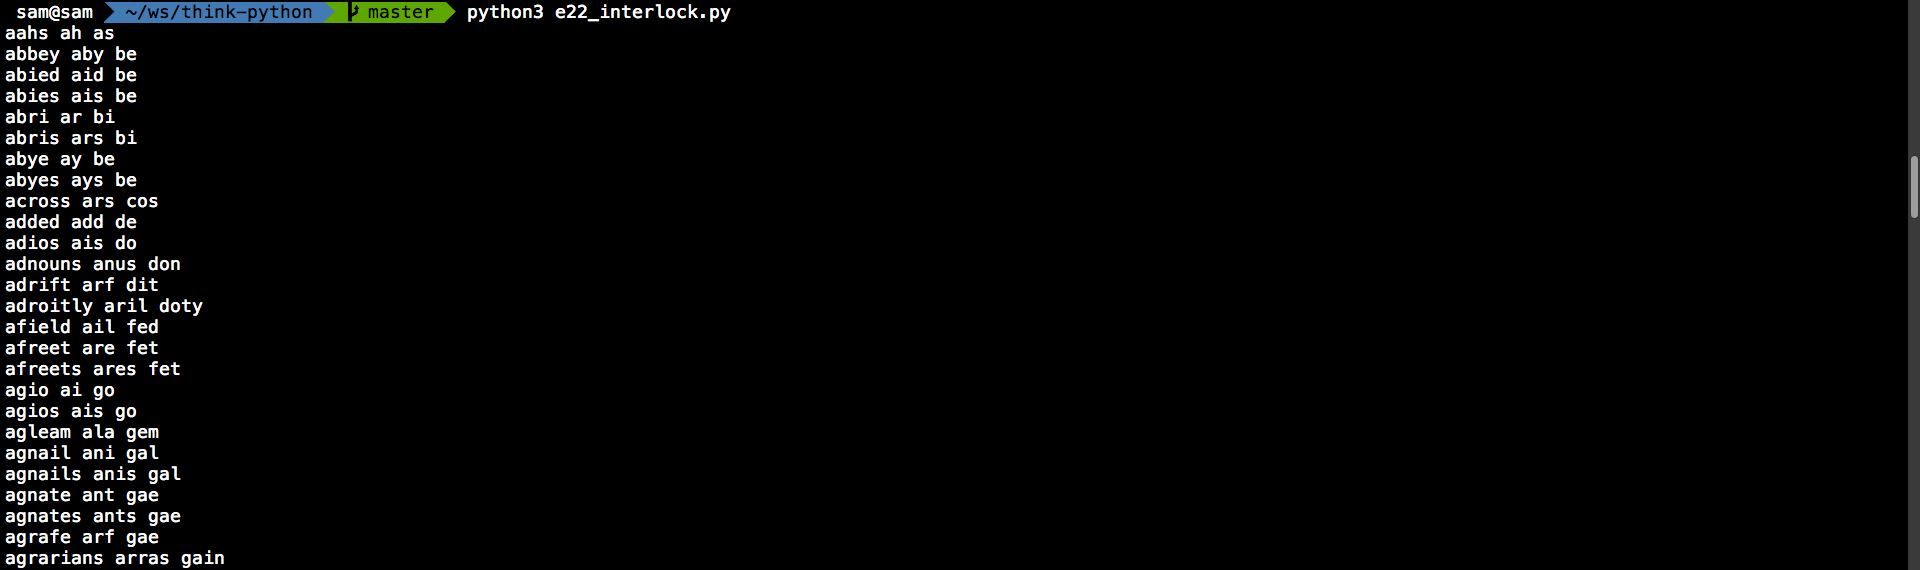 sam@sam ~/ws/think-python master python3 e22_interlock.py
aahs ah as
abbey aby be
abied aid be
abies ais be
abri ar bi
abris ars bi
abye ay be
abyes ays be
across ars cos
added add de
adios ais do
adnouns anus don
adrift arf dit
adroitly aril doty
afield ail fed
afreet are fet
afreets ares fet
agio ai go
agios ais go
agleam ala gem
agnail ani gal
agnails anis gal
agnate ant gae
agnates ants gae
agrafe arf gae
agrarians arras gain